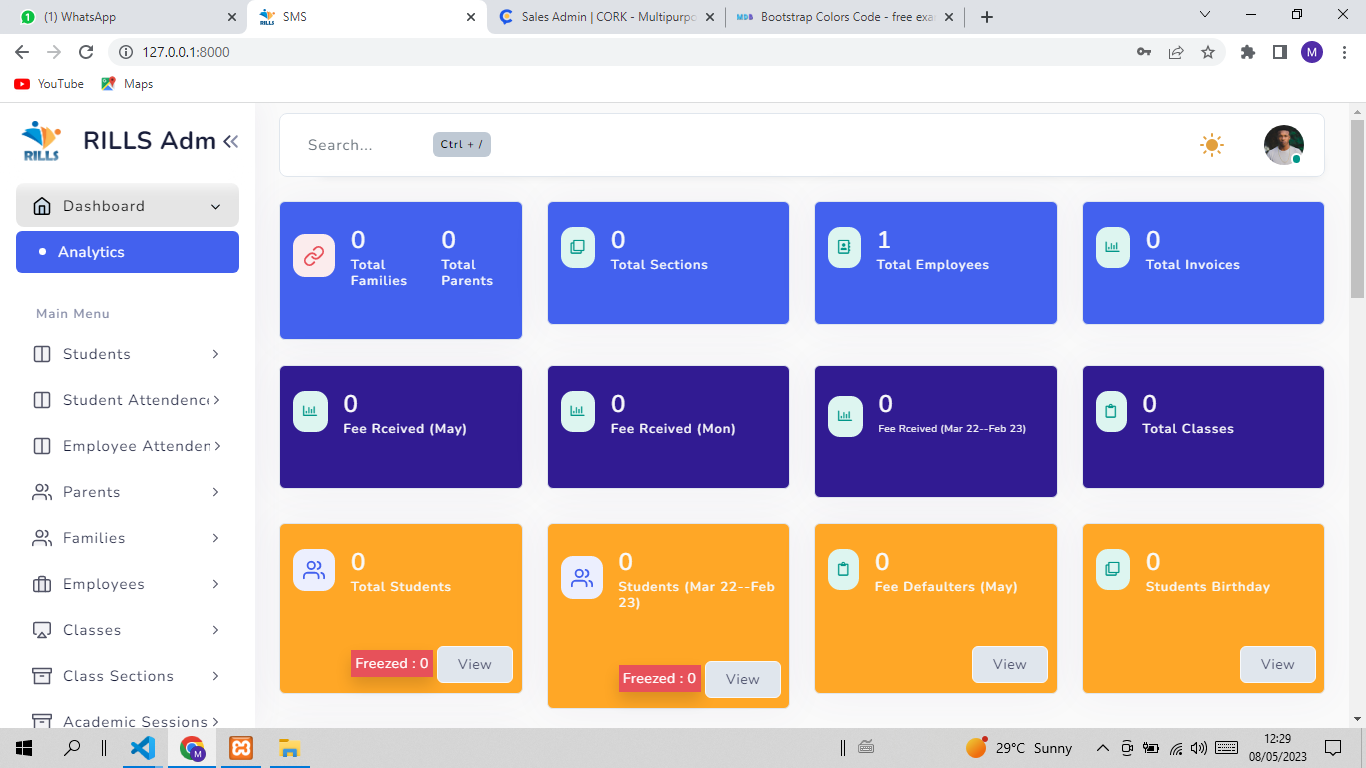 (1) WhatsApp
SMS
Sales Admin | CORK - Multipurpo
MDB Bootstrap Colors Code - free exa
127.0.0.1:8000
M
YouTube
Maps
RILLS
RILLS Adm
Search...
Ctrl + /
Dashboard
Analytics
Main Menu
Students
Student Attendence
Employee Attenden
Parents
Families
Employees
Classes
Class Sections
Academic Sessions
0
Total Families
0
Total Parents
0
Total Sections
1
Total Employees
0
Total Invoices
0
Fee Rceived (May)
0
Fee Rceived (Mon)
0
Fee Rceived (Mar 22--Feb 23)
0
Total Classes
0
Total Students
Freezed : 0
View
0
Students (Mar 22--Feb
23)
Freezed : 0
View
0
Fee Defaulters (May)
View
0
Students Birthday
View
29°C Sunny
12:29
08/05/2023